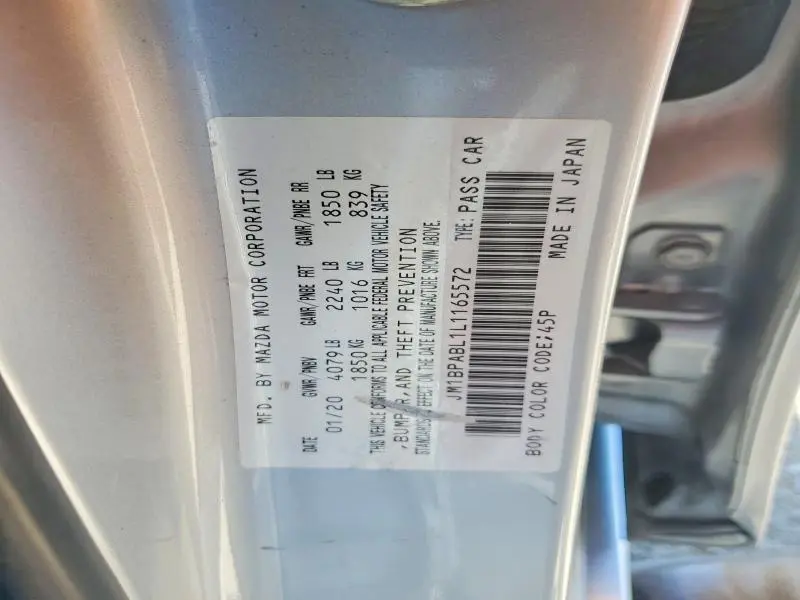 MFD. BY MAZDA MOTOR CORPORATION
DATE GVWR/PNBV GAWR/PNBE FRT GAWR/PNBE RR
01/20 4079 LB 2240 LB 1850 LB
1850 KG 1016 KG 839 KG
THIS VEHICLE CONFORMS TO ALL APPLICABLE FEDERAL MOTOR VEHICLE SAFETY
,BUMPER,AND THEFT PREVENTION
STANDARDS IN EFFECT ON THE DATE OF MANUFACTURE SHOWN ABOVE.
JM1BPABL1L1165572 TYPE: PASS CAR
BODY COLOR CODE;45P MADE IN JAPAN